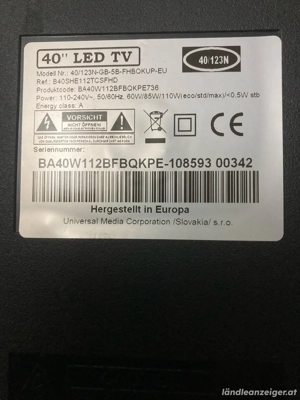 40" LED TV
40/123N
Modell Nr.: 40/123N-GB-5B-FHBQKUP-EU
Ref.: B40SHE112TCSFHD
Produktcode: BA40W112BFBQKPE736
Power: 110-240V~, 50/60Hz, 60W/85W/110W(eco/std/max)/<0.5W stb
Energy class: A
VORSICHT
NICHT ÖFFNEN!
Seriennummer:
BA40W112BFBQKPE-108593 00342
Hergestellt in Europa
Universal Media Corporation /Slovakia/ s.r.o.
ländleanzeiger.at